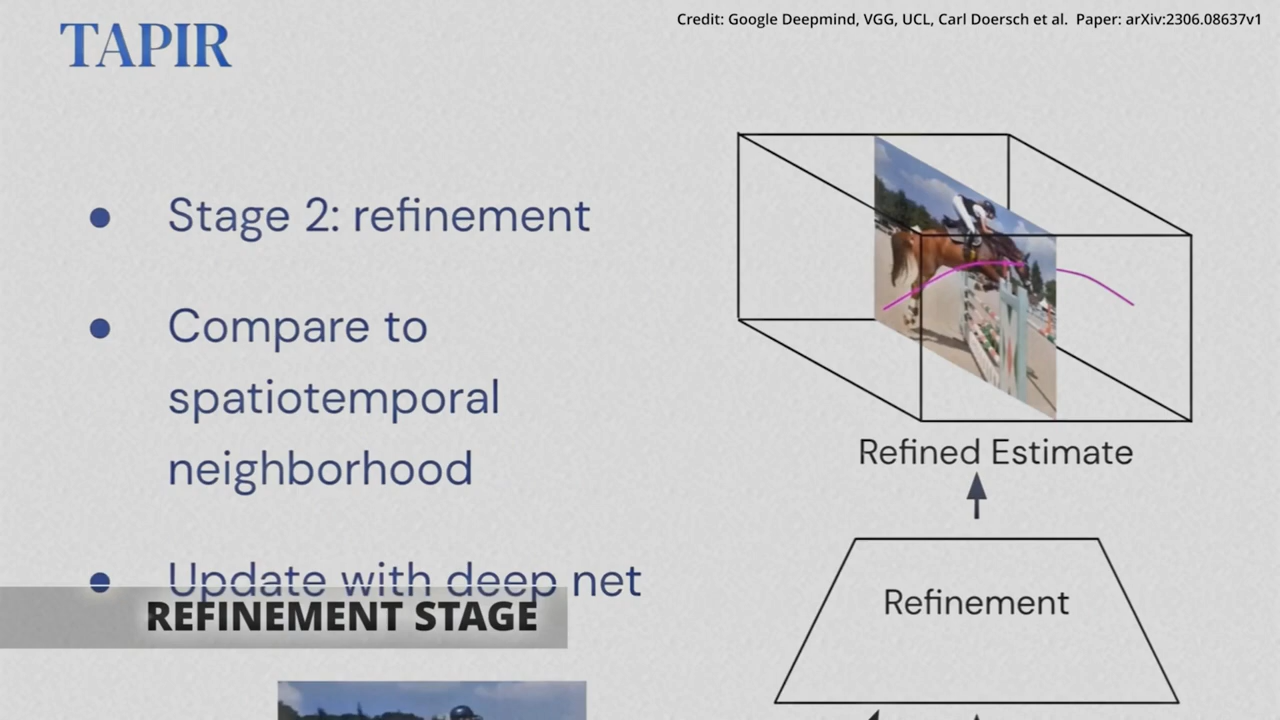 Credit: Google Deepmind, VGG, UCL, Carl Doersch et al. Paper: arXiv:2306.08637v1
TAPIR
● Stage 2: refinement
● Compare to
spatiotemporal
neighborhood
● Update with deep net
REFINEMENT STAGE
Refined Estimate
Refinement